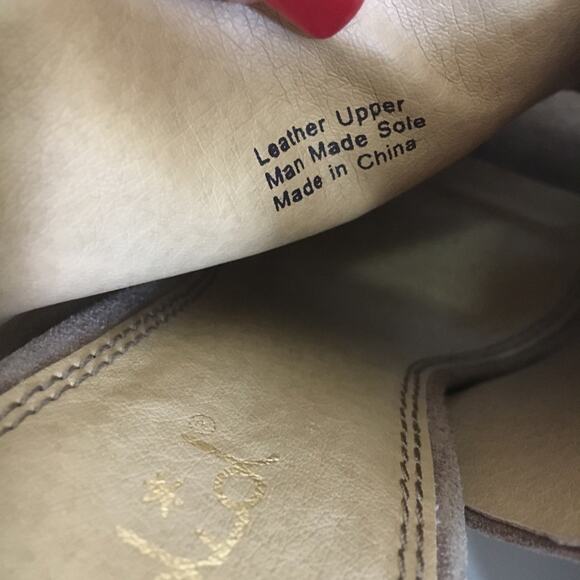 Leather Upper
Man Made Sole
Made in China